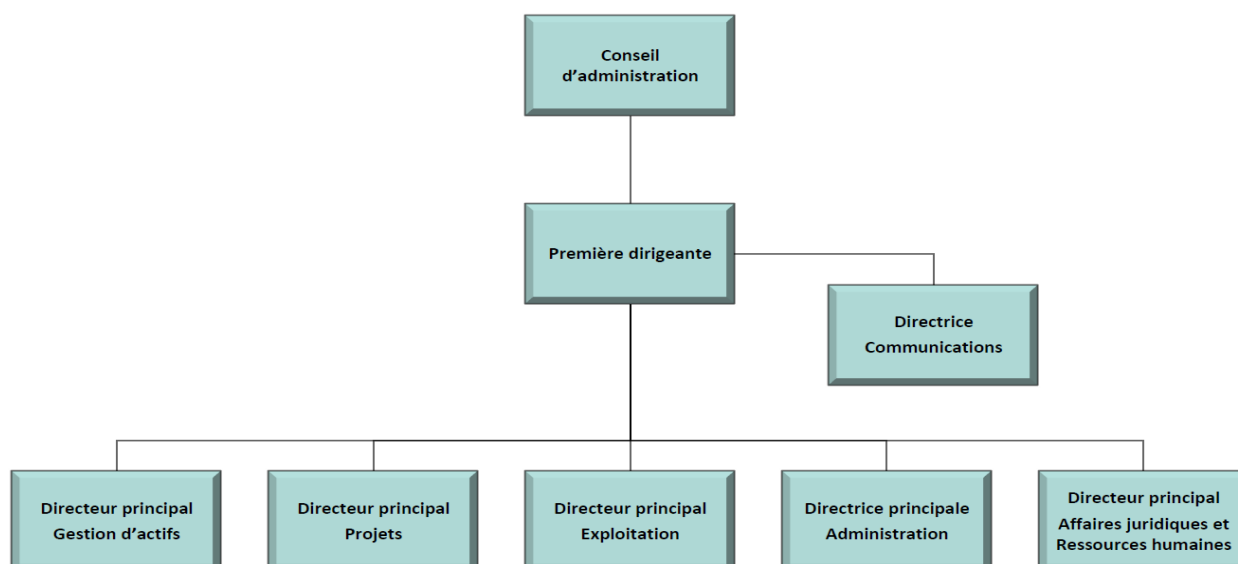 Conseil
d’administration
Première dirigeante
Directrice
Communications
Directeur principal
Gestion d’actifs
Directeur principal
Projets
Directeur principal
Exploitation
Directrice principale
Administration
Directeur principal
Affaires juridiques et
Ressources humaines